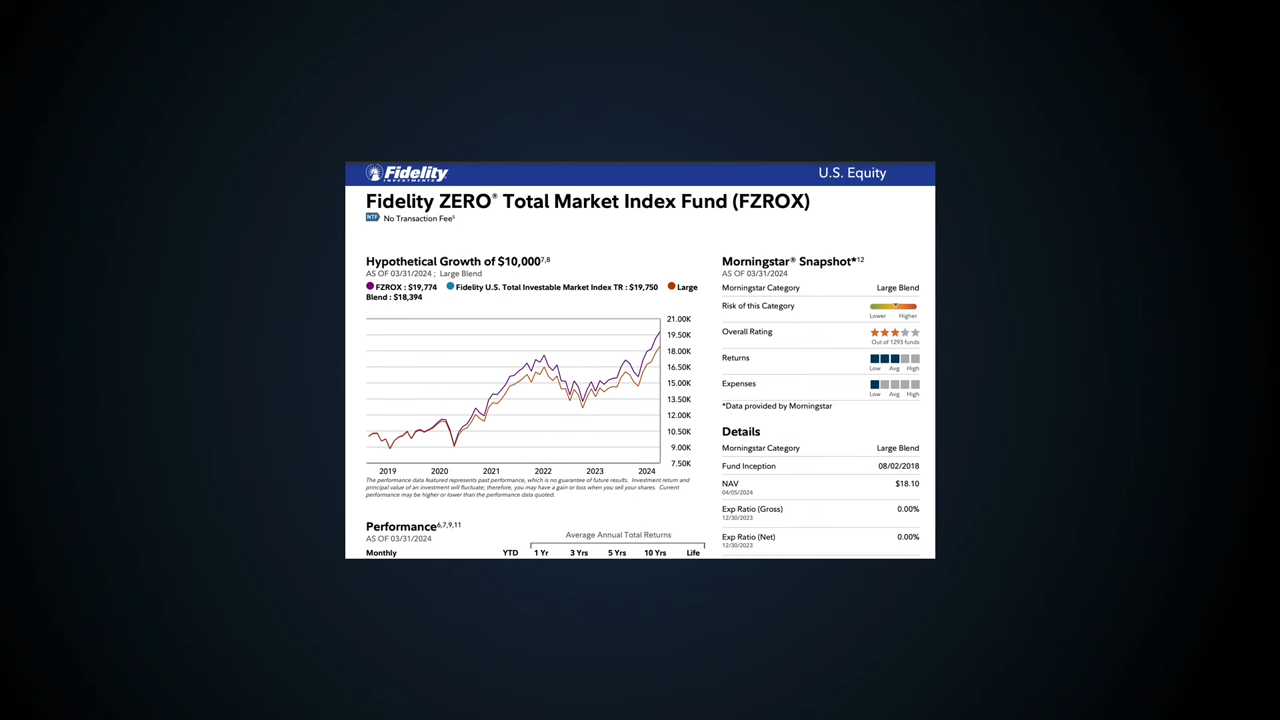 Fidelity
INVESTMENTS
U.S. Equity
Fidelity ZERO® Total Market Index Fund (FZROX)
NTF No Transaction Fee⁵
Hypothetical Growth of $10,000⁷,⁸
AS OF 03/31/2024 ; Large Blend
FZROX : $19,774 Fidelity U.S. Total Investable Market Index TR : $19,750 Large
Blend : $18,394
21.00K
19.50K
18.00K
16.50K
15.00K
13.50K
12.00K
10.50K
9.00K
7.50K
2019 2020 2021 2022 2023 2024
The performance data featured represents past performance, which is no guarantee of future results. Investment return and
principal value of an investment will fluctuate; therefore, you may have a gain or loss when you sell your shares. Current
performance may be higher or lower than the performance data quoted.
Performance⁶,⁷,⁹,¹¹
AS OF 03/31/2024
Average Annual Total Returns
Monthly YTD 1 Yr 3 Yrs 5 Yrs 10 Yrs Life
Morningstar® Snapshot*¹²
AS OF 03/31/2024
Morningstar Category Large Blend
Risk of this Category
Lower Higher
Overall Rating
Out of 1293 funds
Returns
Low Avg High
Expenses
Low Avg High
*Data provided by Morningstar
Details
Morningstar Category Large Blend
Fund Inception 08/02/2018
NAV $18.10
04/05/2024
Exp Ratio (Gross) 0.00%
12/30/2023
Exp Ratio (Net) 0.00%
12/30/2023